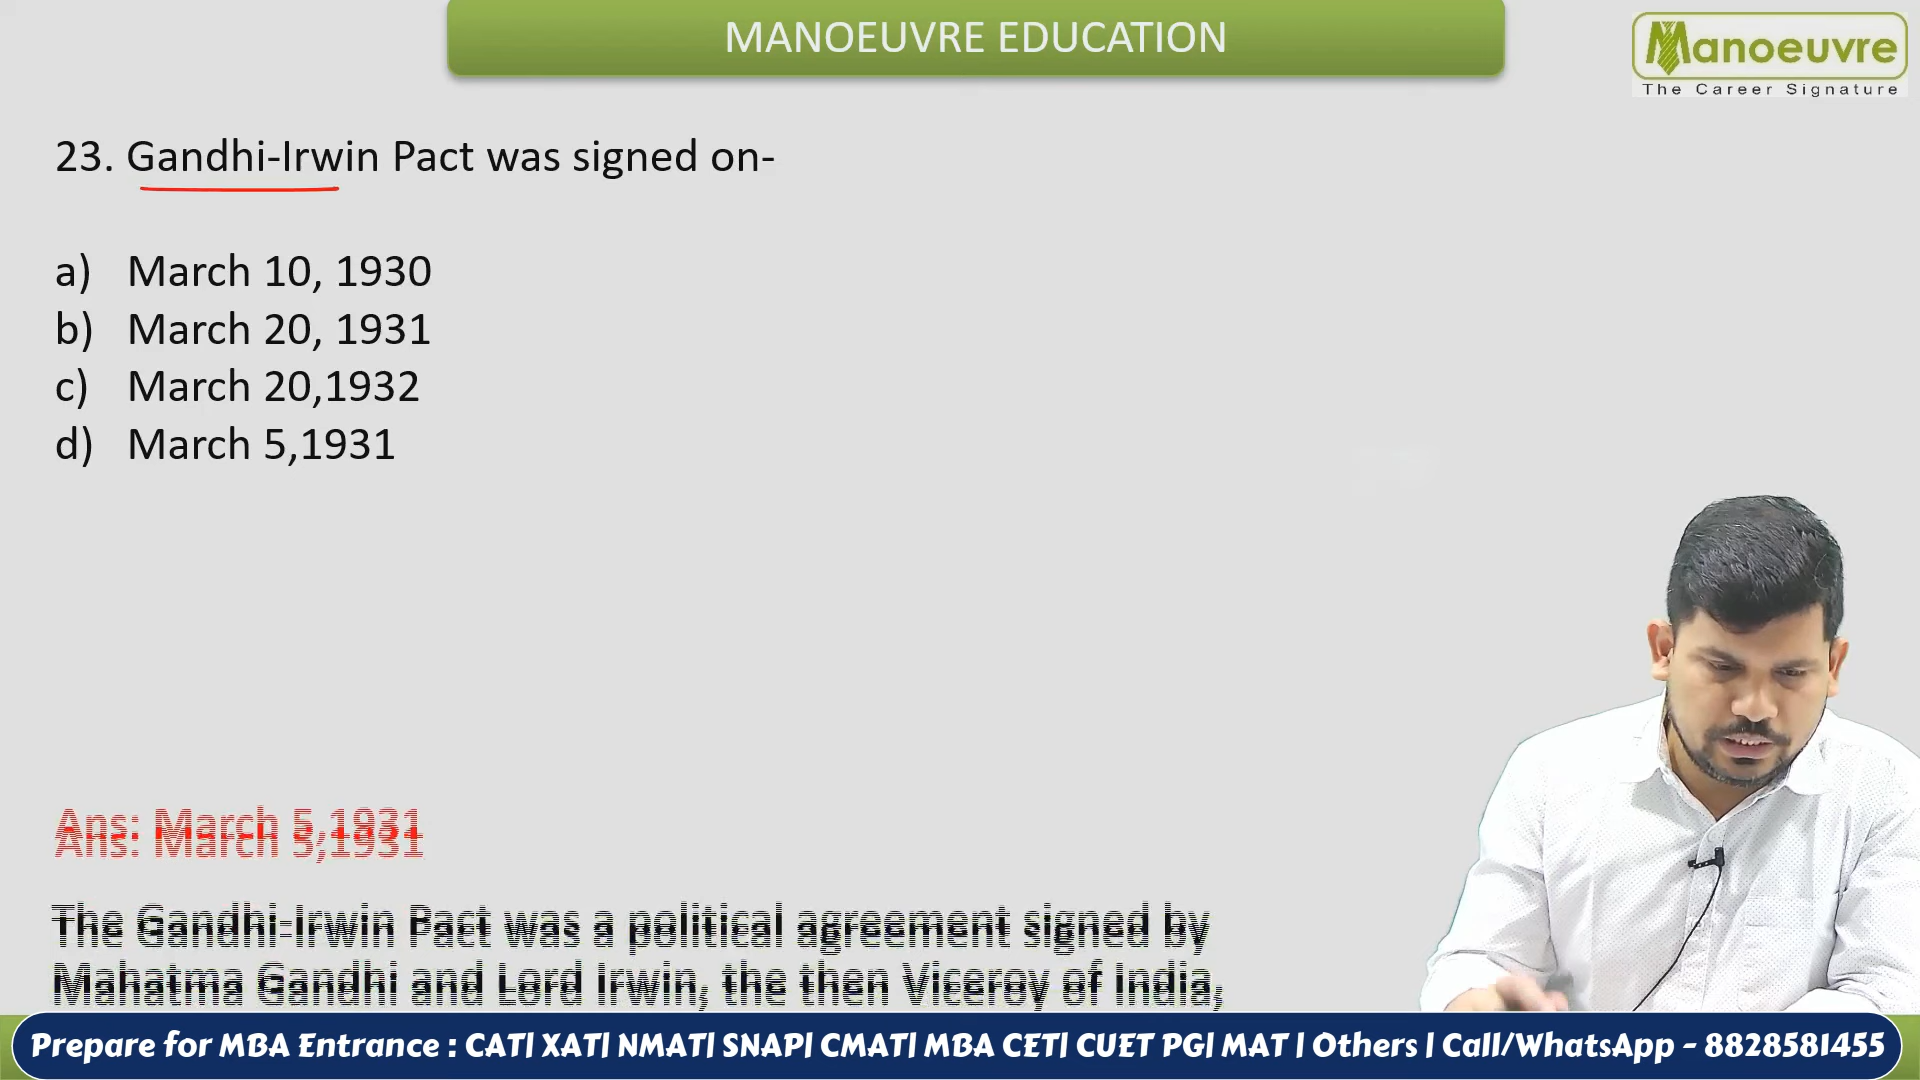 MANOEUVRE EDUCATION
Manoeuvre
The Career Signature
23. Gandhi-Irwin Pact was signed on-
a) March 10, 1930
b) March 20, 1931
c) March 20,1932
d) March 5,1931
Ans: March 5,1931
The Gandhi-Irwin Pact was a political agreement signed by
Mahatma Gandhi and Lord Irwin, the then Viceroy of India,
Prepare for MBA Entrance : CAT| XAT| NMAT| SNAP| CMAT| MBA CET| CUET PG| MAT | Others | Call/WhatsApp - 8828581455